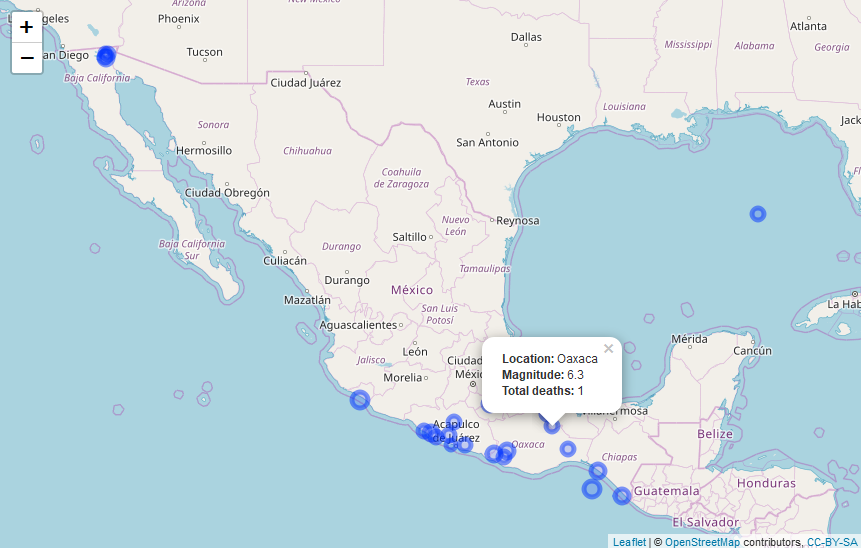 Los Angeles
Phoenix
Arizona
New Mexico
Atlanta
Dallas
Mississippi
Alabama
Georgia
+
−
San Diego
Tucson
Baja California
Ciudad Juárez
Texas
Austin
Louisiana
Houston
Sonora
Hermosillo
Chihuahua
San Antonio
Coahuila
de Zaragoza
Ciudad Obregón
Nuevo
León
Reynosa
Saltillo
Baja California
Sur
Durango
Culiacán
Tamaulipas
Durango
México
Mazatlán
San Luis
Potosí
Aguascalientes
La Hab
Mérida
Cancún
León
Jalisco
Ciudad
Méxic
Morelia
Location: Oaxaca
×
Magnitude: 6.3
Total deaths: 1
Villahermosa
Acapulco
de Juárez
Oaxaca
Chiapas
Belize
Guatemala
Honduras
El Salvador
Leaflet | © OpenStreetMap contributors, CC-BY-SA